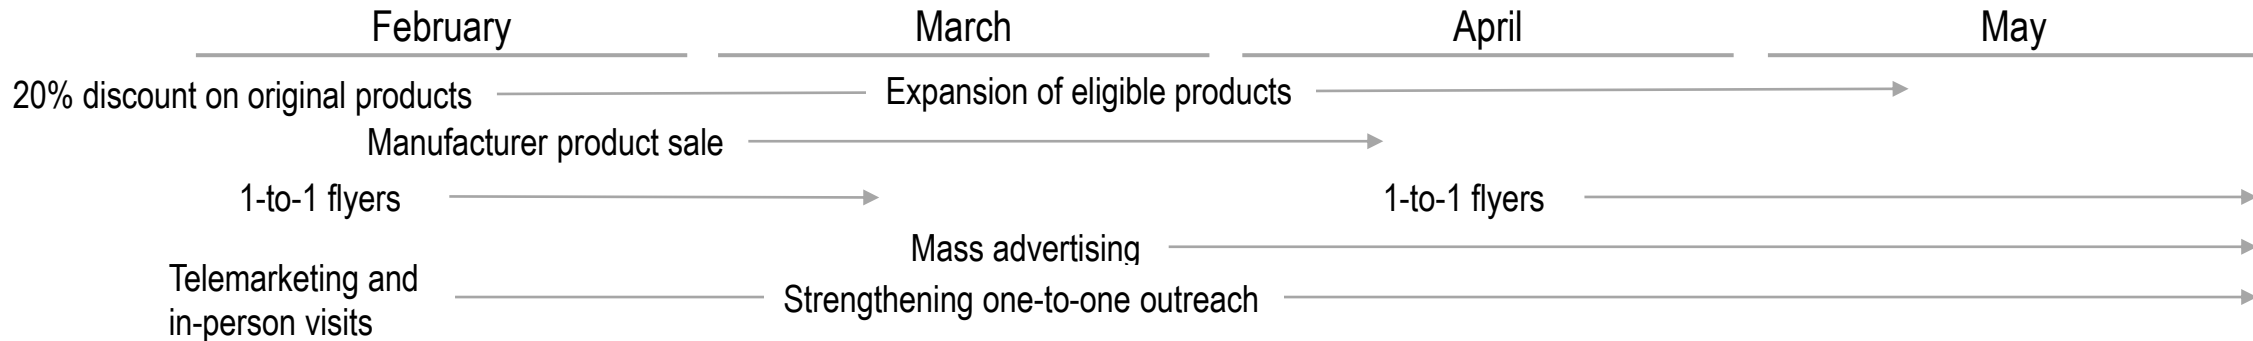 February
March
April
May
20% discount on original products
Expansion of eligible products
Manufacturer product sale
1-to-1 flyers
1-to-1 flyers
Mass advertising
Telemarketing and
in-person visits
Strengthening one-to-one outreach